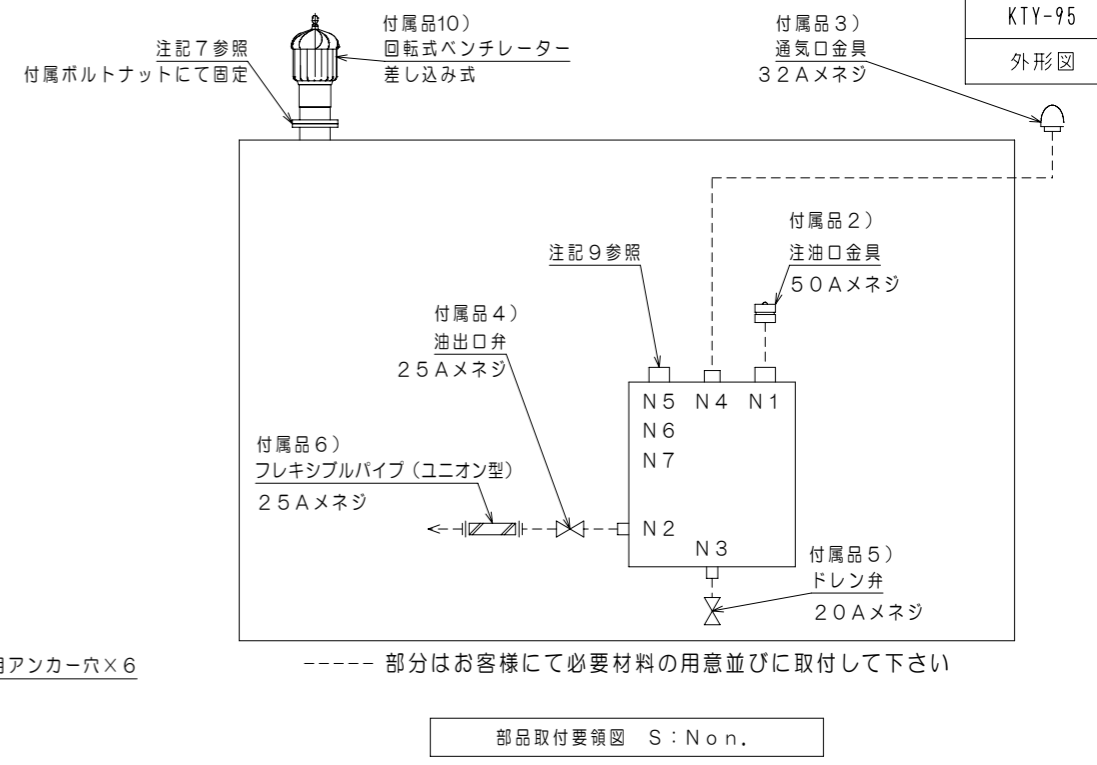 KTY-95
外形図
付属品10）
回転式ベンチレーター
差し込み式
注記７参照
付属ボルトナットにて固定
付属品３）
通気口金具
３２Ａメネジ
付属品２）
注油口金具
５０Ａメネジ
注記９参照
付属品４）
油出口弁
２５Ａメネジ
付属品６）
フレキシブルパイプ（ユニオン型）
２５Ａメネジ
Ｎ５ Ｎ４ Ｎ１
Ｎ６
Ｎ７
Ｎ２
Ｎ３
付属品５）
ドレン弁
２０Ａメネジ
アンカー穴×６
----- 部分はお客様にて必要材料の用意並びに取付して下さい
部品取付要領図 Ｓ：Ｎｏｎ．